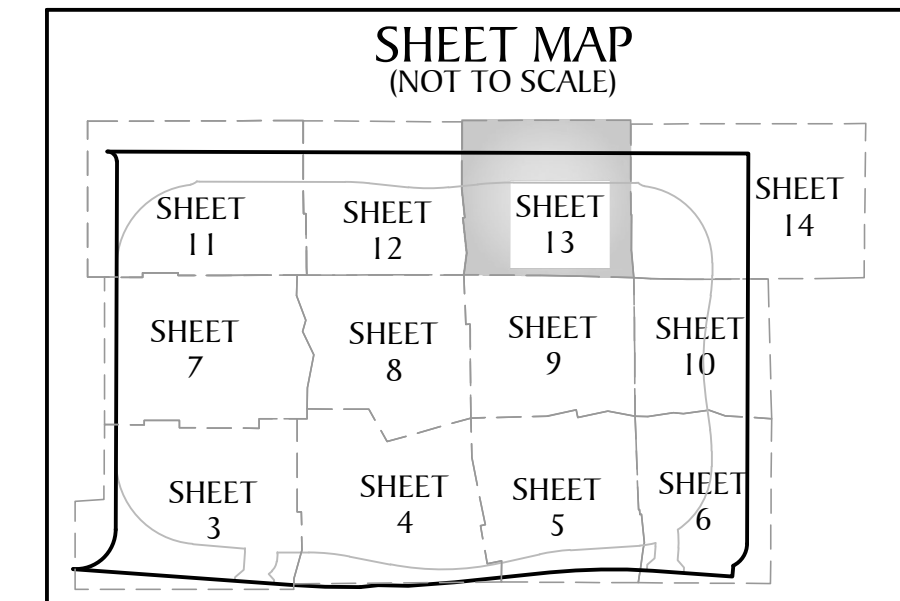 SHEET MAP
(NOT TO SCALE)
SHEET
11
SHEET
12
SHEET
13
SHEET
14
SHEET
7
SHEET
8
SHEET
9
SHEET
10
SHEET
3
SHEET
4
SHEET
5
SHEET
6